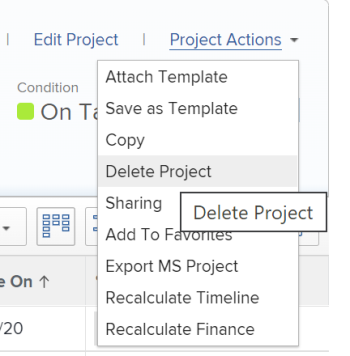 Edit Project | Project Actions
Condition
On Ta
Attach Template
Save as Template
Copy
Delete Project
Sharing
Delete Project
Add To Favorites
Export MS Project
e On ↑
Recalculate Timeline
/20
Recalculate Finance